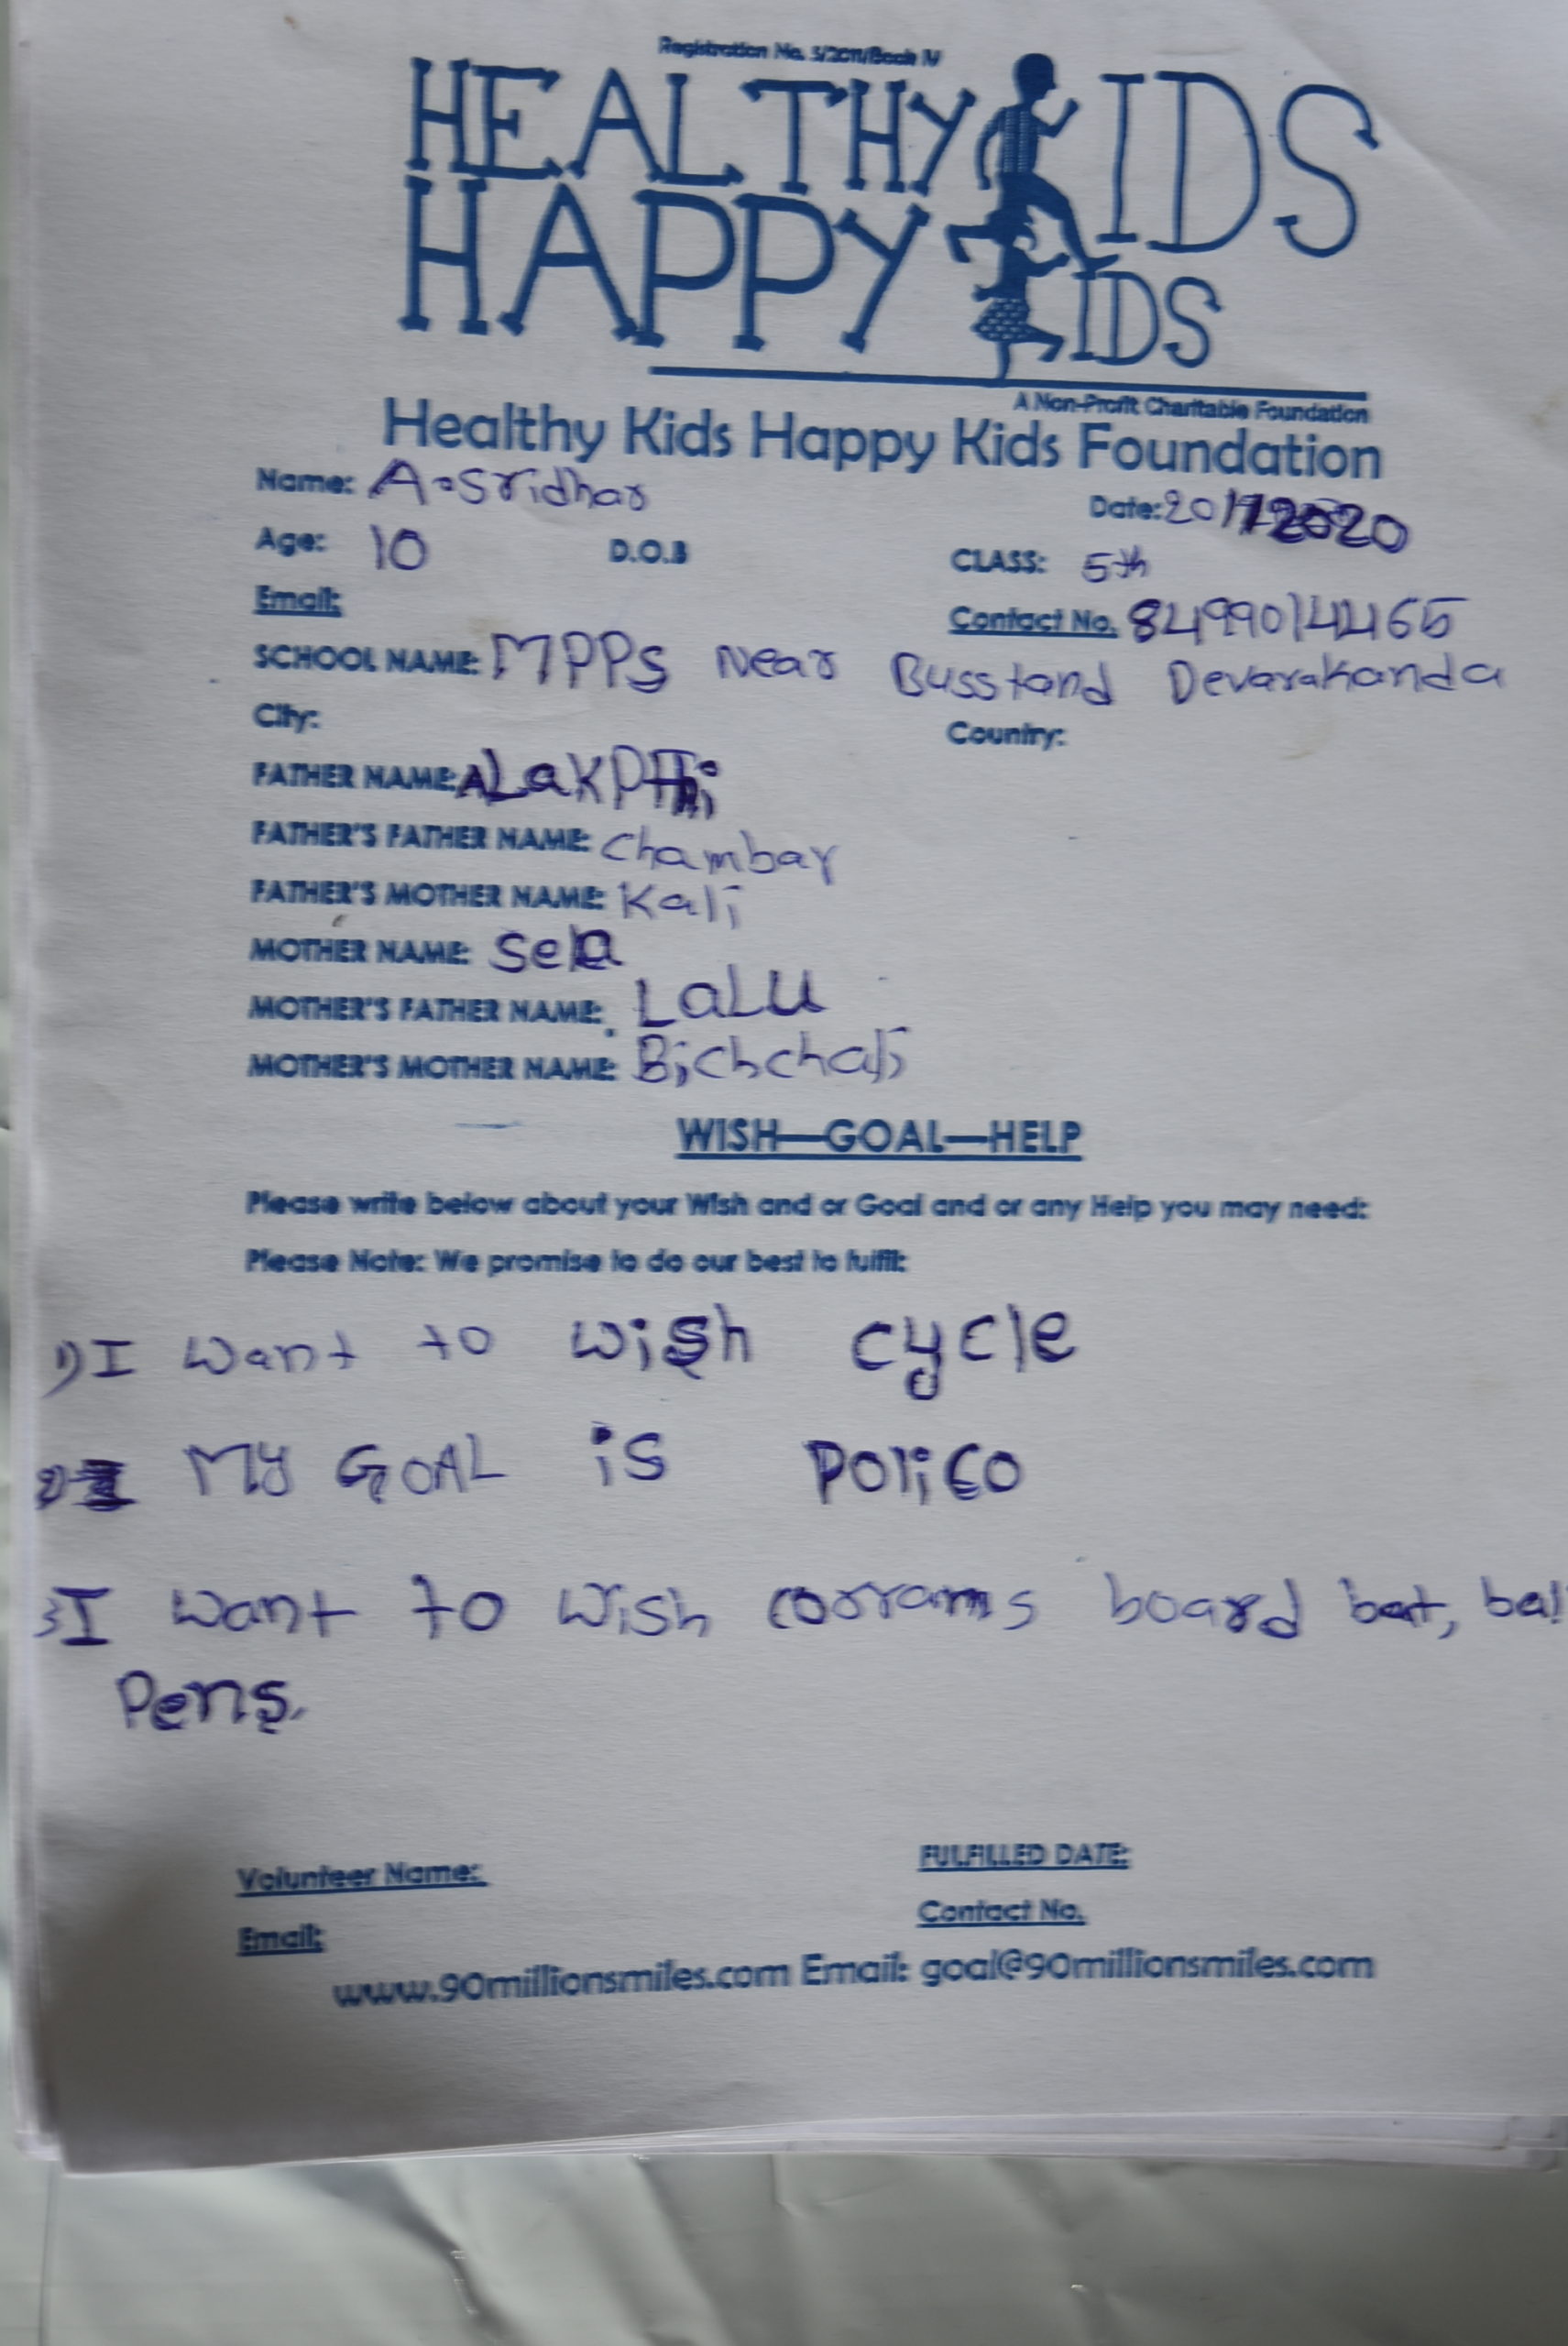 Registration No. 5/2011/Book IV
HEALTHY KIDS
HAPPY KIDS
A Non-Profit Charitable Foundation
Healthy Kids Happy Kids Foundation
Name: A. Sridhar
Date: 20/12020
Age: 10 D.O.B CLASS: 5th
Email: Contact No. 8499014465
SCHOOL NAME: MPPS Near Busstand Devarakanda
City: Country:
FATHER NAME:
FATHER'S FATHER NAME: Chambar
FATHER'S MOTHER NAME: Kali
MOTHER NAME: Sela
MOTHER'S FATHER NAME: LaLu
MOTHER'S MOTHER NAME: Bichchali
WISH—GOAL—HELP
Please write below about your Wish and or Goal and or any Help you may need:
Please Note: We promise to do our best to fulfil:
1) I want to wish cycle
2) MY GOAL is Polico
3 I want to wish corrams board bat, bal
Pens.
Volunteer Name: FULFILLED DATE:
Email: Contact No.
www.90millionsmiles.com Email: goal@90millionsmiles.com